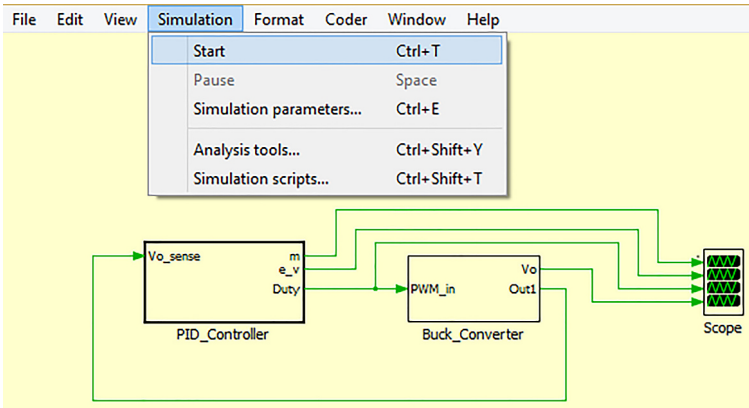 File Edit View Simulation Format Coder Window Help
Start Ctrl+T
Pause Space
Simulation parameters... Ctrl+E
Analysis tools... Ctrl+Shift+Y
Simulation scripts... Ctrl+Shift+T
Vo_sense m
e_v
Duty
PID_Controller
Vo
PWM_in Out1
Buck_Converter
Scope